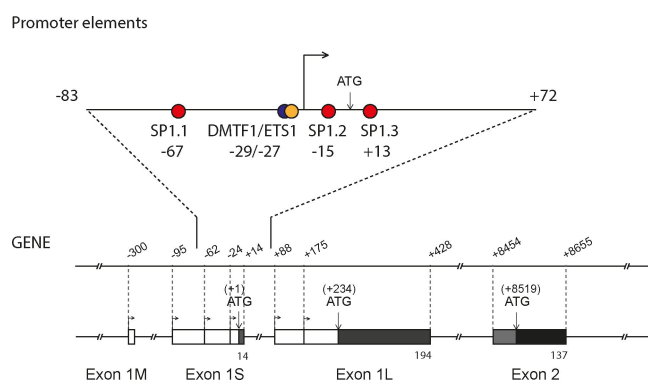 Promoter elements
ATG
-83 +72
SP1.1 DMTF1/ETS1 SP1.2 SP1.3
-67 -29/-27 -15 +13
GENE
-300 -95 -62 -24 +14 +88 +175 +428 +8454 +8655
(+1) (+234) (+8519)
ATG ATG ATG
14 194 137
Exon 1M Exon 1S Exon 1L Exon 2